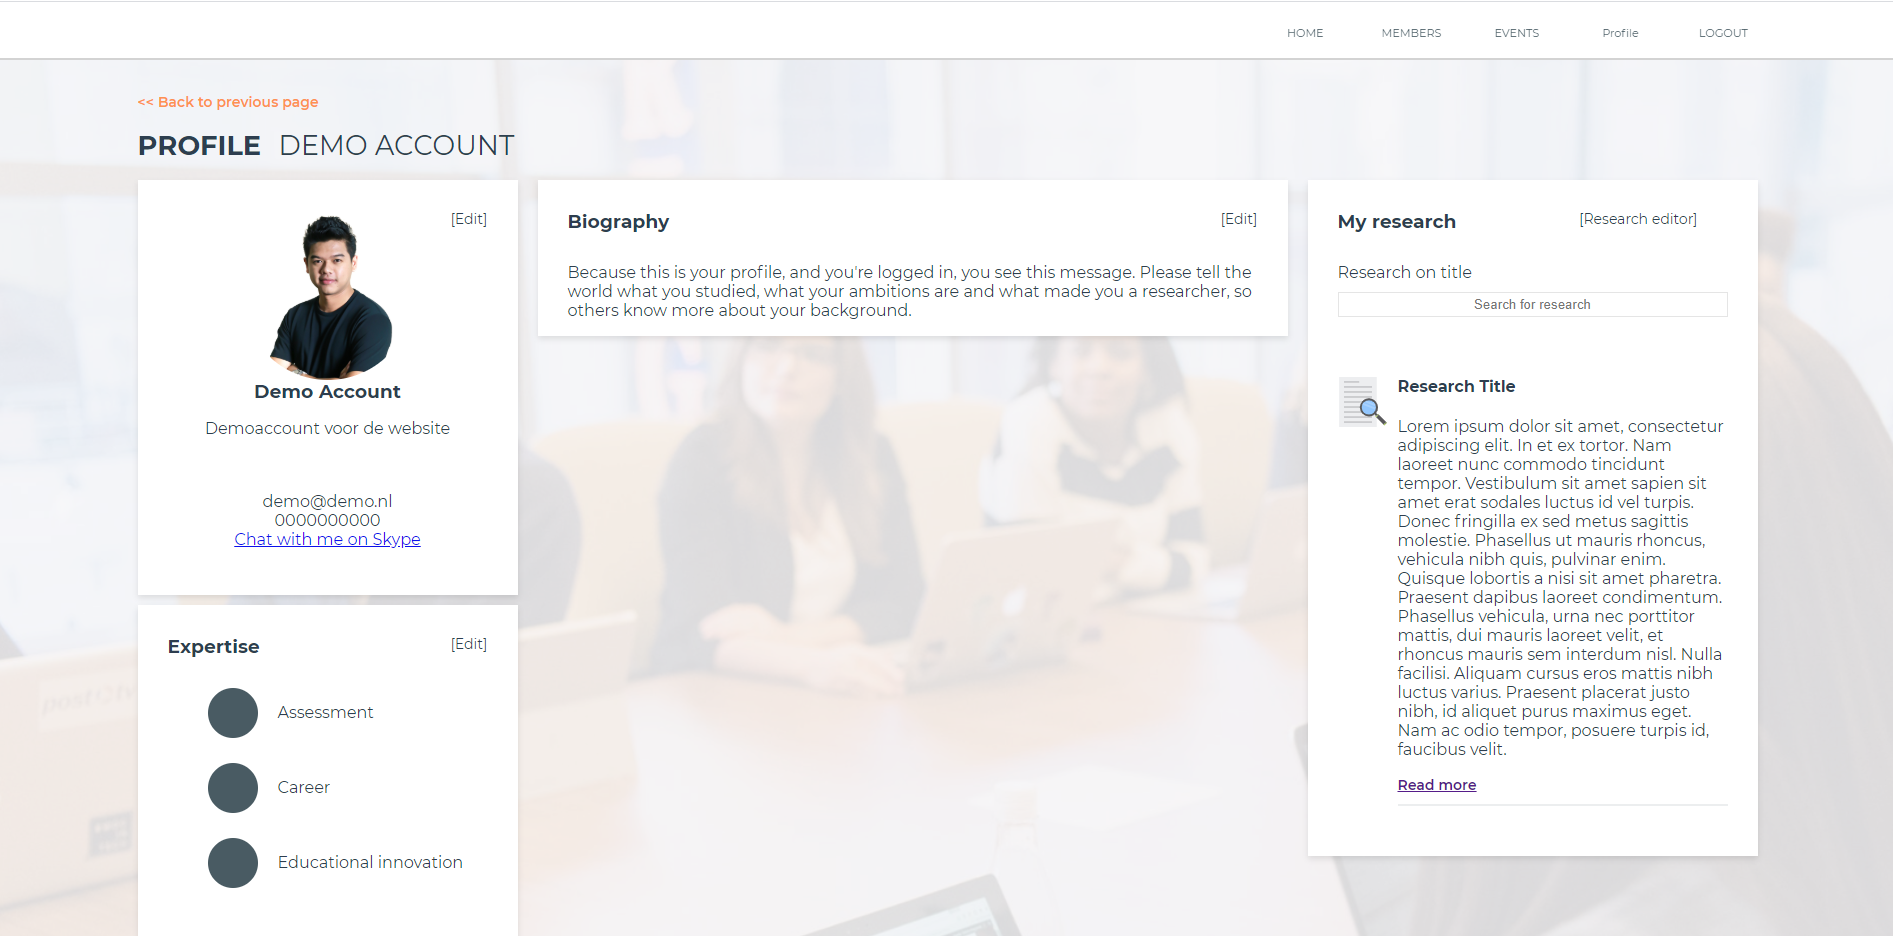 HOME MEMBERS EVENTS Profile LOGOUT
<< Back to previous page
PROFILE DEMO ACCOUNT
[Edit]
Demo Account
Demoaccount voor de website
demo@demo.nl
0000000000
Chat with me on Skype
Expertise [Edit]
Assessment
Career
Educational innovation
Biography [Edit]
Because this is your profile, and you're logged in, you see this message. Please tell the
world what you studied, what your ambitions are and what made you a researcher, so
others know more about your background.
My research [Research editor]
Research on title
Search for research
Research Title
Lorem ipsum dolor sit amet, consectetur
adipiscing elit. In et ex tortor. Nam
laoreet nunc commodo tincidunt
tempor. Vestibulum sit amet sapien sit
amet erat sodales luctus id vel turpis.
Donec fringilla ex sed metus sagittis
molestie. Phasellus ut mauris rhoncus,
vehicula nibh quis, pulvinar enim.
Quisque lobortis a nisi sit amet pharetra.
Praesent dapibus laoreet condimentum.
Phasellus vehicula, urna nec porttitor
mattis, dui mauris laoreet velit, et
rhoncus mauris sem interdum nisl. Nulla
facilisi. Aliquam cursus eros mattis nibh
luctus varius. Praesent placerat justo
nibh, id aliquet purus maximus eget.
Nam ac odio tempor, posuere turpis id,
faucibus velit.
Read more